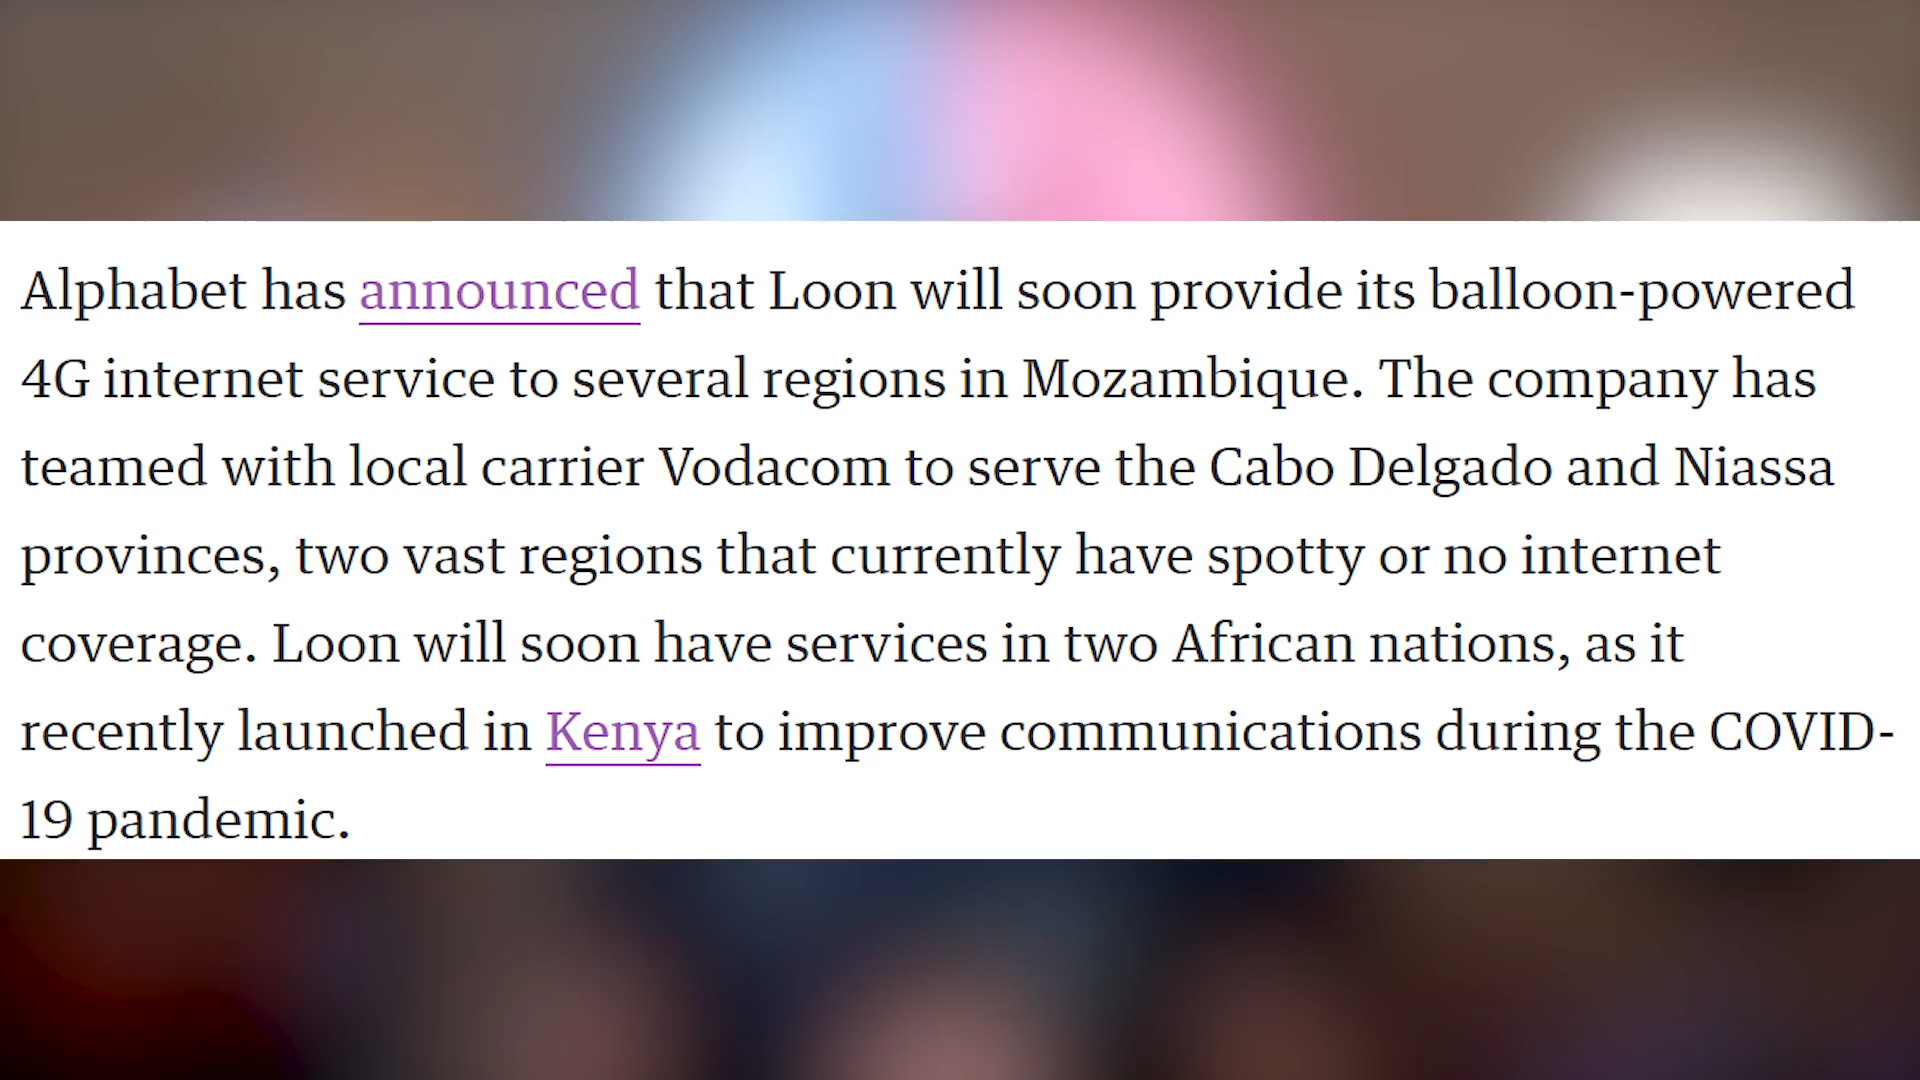 Alphabet has announced that Loon will soon provide its balloon-powered
4G internet service to several regions in Mozambique. The company has
teamed with local carrier Vodacom to serve the Cabo Delgado and Niassa
provinces, two vast regions that currently have spotty or no internet
coverage. Loon will soon have services in two African nations, as it
recently launched in Kenya to improve communications during the COVID-
19 pandemic.